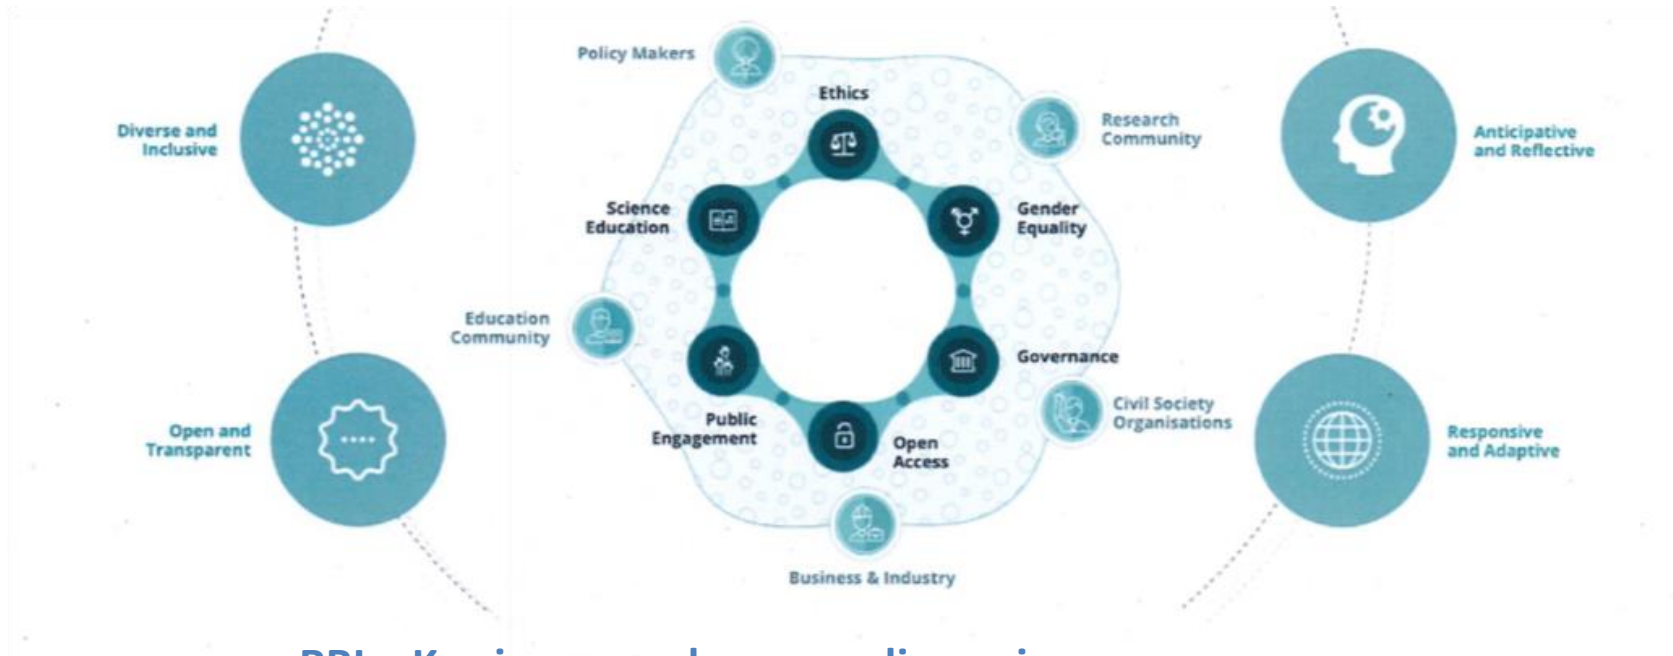 Policy Makers
Ethics
Research
Community
Diverse and
Inclusive
Anticipative
and Reflective
Science
Education
Gender
Equality
Education
Community
Governance
Civil Society
Organisations
Public
Engagement
Open
Access
Open and
Transparent
Responsive
and Adaptive
Business & Industry